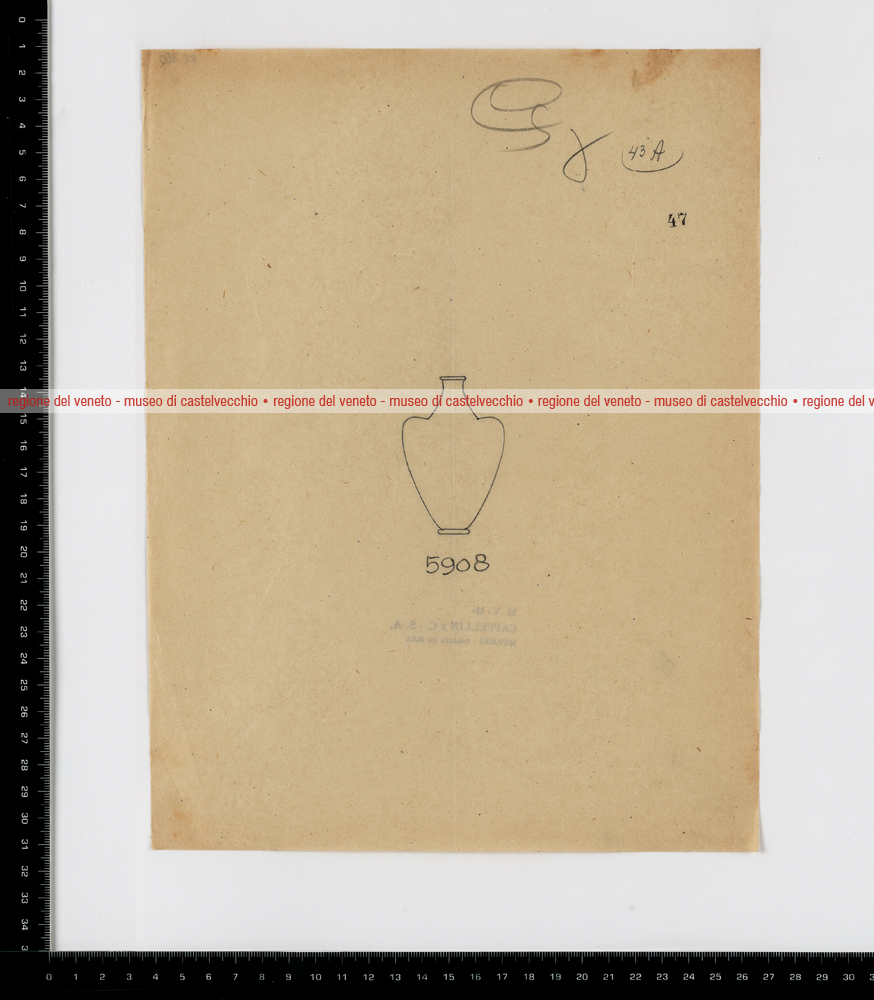 43 A
47
regione del veneto - museo di castelvecchio • regione del veneto - museo di castelvecchio • regione del veneto - museo di castelvecchio • regione del v
5908
M.V.M.
CAPPELLIN & C. S.A.
0 1 2 3 4 5 6 7 8 9 10 11 12 13 14 15 16 17 18 19 20 21 22 23 24 25 26 27 28 29 30 31 32 33 34 3
0 1 2 3 4 5 6 7 8 9 10 11 12 13 14 15 16 17 18 19 20 21 22 23 24 25 26 27 28 29 30 3